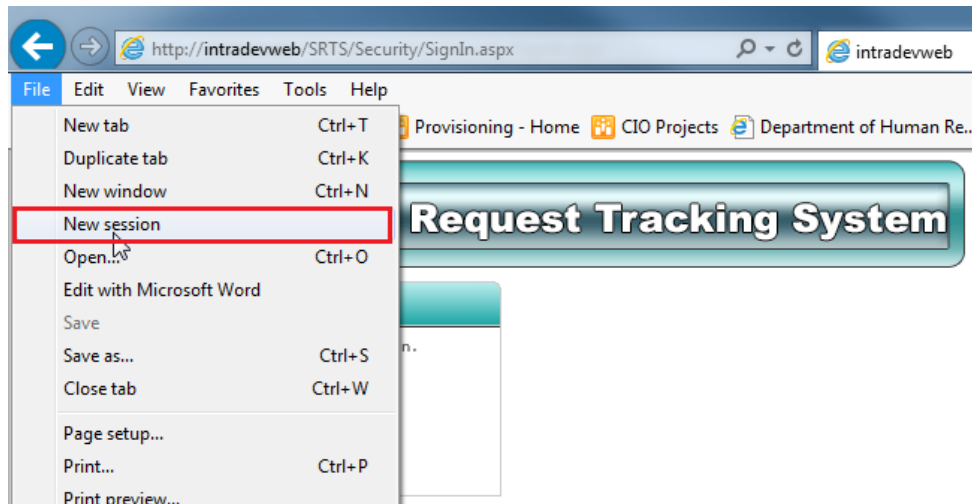 http://intradevweb/SRTS/Security/SignIn.aspx intradevweb
File Edit View Favorites Tools Help
Provisioning - Home CIO Projects Department of Human Re...
New tab Ctrl+T
Duplicate tab Ctrl+K
New window Ctrl+N
New session
Open... Ctrl+O
Edit with Microsoft Word
Save
Save as... Ctrl+S
Close tab Ctrl+W
Page setup...
Print... Ctrl+P
Print preview...
Request Tracking System
n.